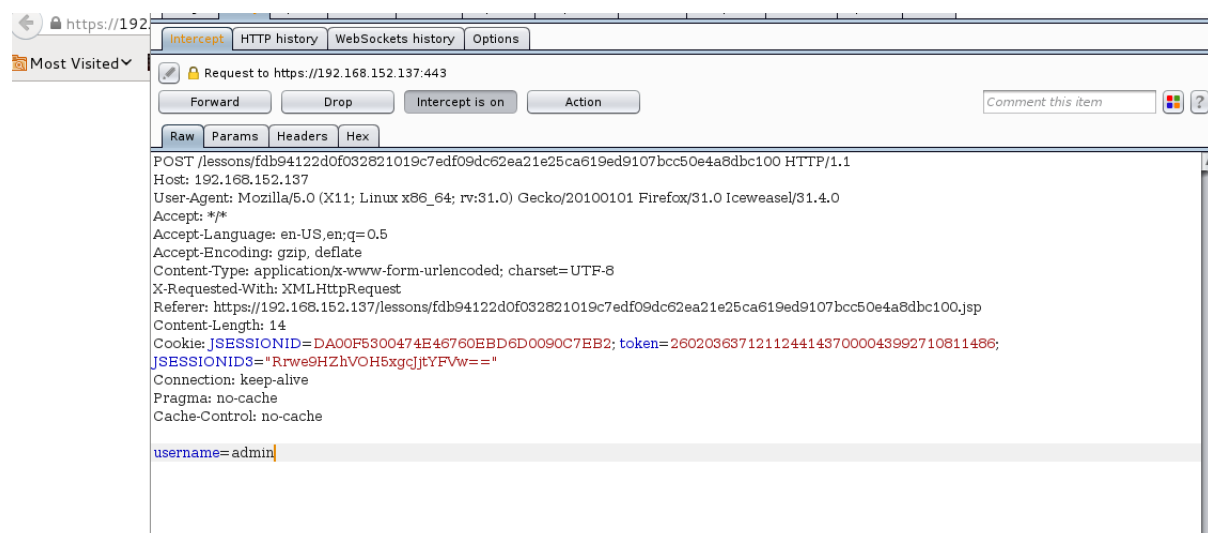 https://192.
Intercept HTTP history WebSockets history Options
Most Visited
Request to https://192.168.152.137:443
Forward Drop Intercept is on Action Comment this item ?
Raw Params Headers Hex
POST /lessons/fdb94122d0f032821019c7edf09dc62ea21e25ca619ed9107bcc50e4a8dbc100 HTTP/1.1
Host: 192.168.152.137
User-Agent: Mozilla/5.0 (X11; Linux x86_64; rv:31.0) Gecko/20100101 Firefox/31.0 Iceweasel/31.4.0
Accept: */*
Accept-Language: en-US,en;q=0.5
Accept-Encoding: gzip, deflate
Content-Type: application/x-www-form-urlencoded; charset=UTF-8
X-Requested-With: XMLHttpRequest
Referer: https://192.168.152.137/lessons/fdb94122d0f032821019c7edf09dc62ea21e25ca619ed9107bcc50e4a8dbc100.jsp
Content-Length: 14
Cookie: JSESSIONID=DA00F5300474E46760EBD6D0090C7EB2; token=26020363712112441437000043992710811486;
JSESSIONID3="Rrwe9HZhVOH5xgcJjtYFVw=="
Connection: keep-alive
Pragma: no-cache
Cache-Control: no-cache
username=admin